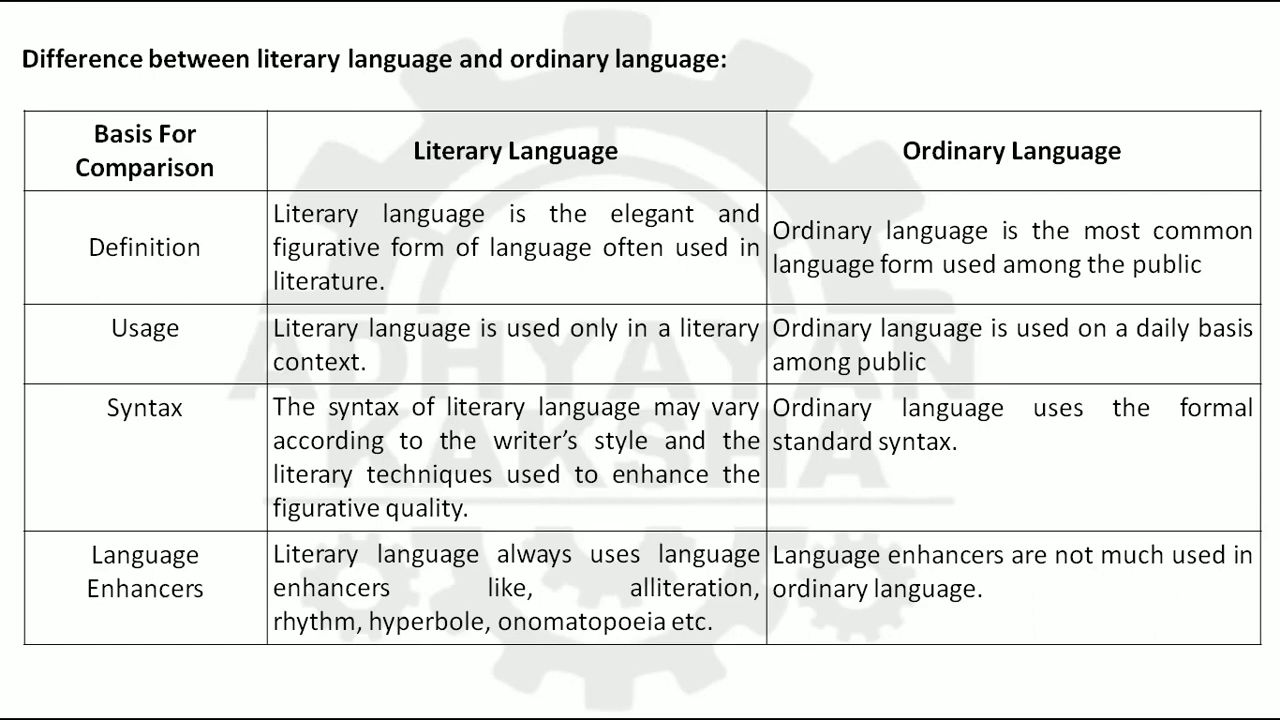 Difference between literary language and ordinary language:
Basis For
Comparison
Literary Language
Ordinary Language
Definition
Literary language is the elegant and
figurative form of language often used in
literature.
Ordinary language is the most common
language form used among the public
Usage
Literary language is used only in a literary
context.
Ordinary language is used on a daily basis
among public
Syntax
The syntax of literary language may vary
according to the writer’s style and the
literary techniques used to enhance the
figurative quality.
Ordinary language uses the formal
standard syntax.
Language
Enhancers
Literary language always uses language
enhancers like, alliteration,
rhythm, hyperbole, onomatopoeia etc.
Language enhancers are not much used in
ordinary language.
ADHYAYAN
KAKSHA